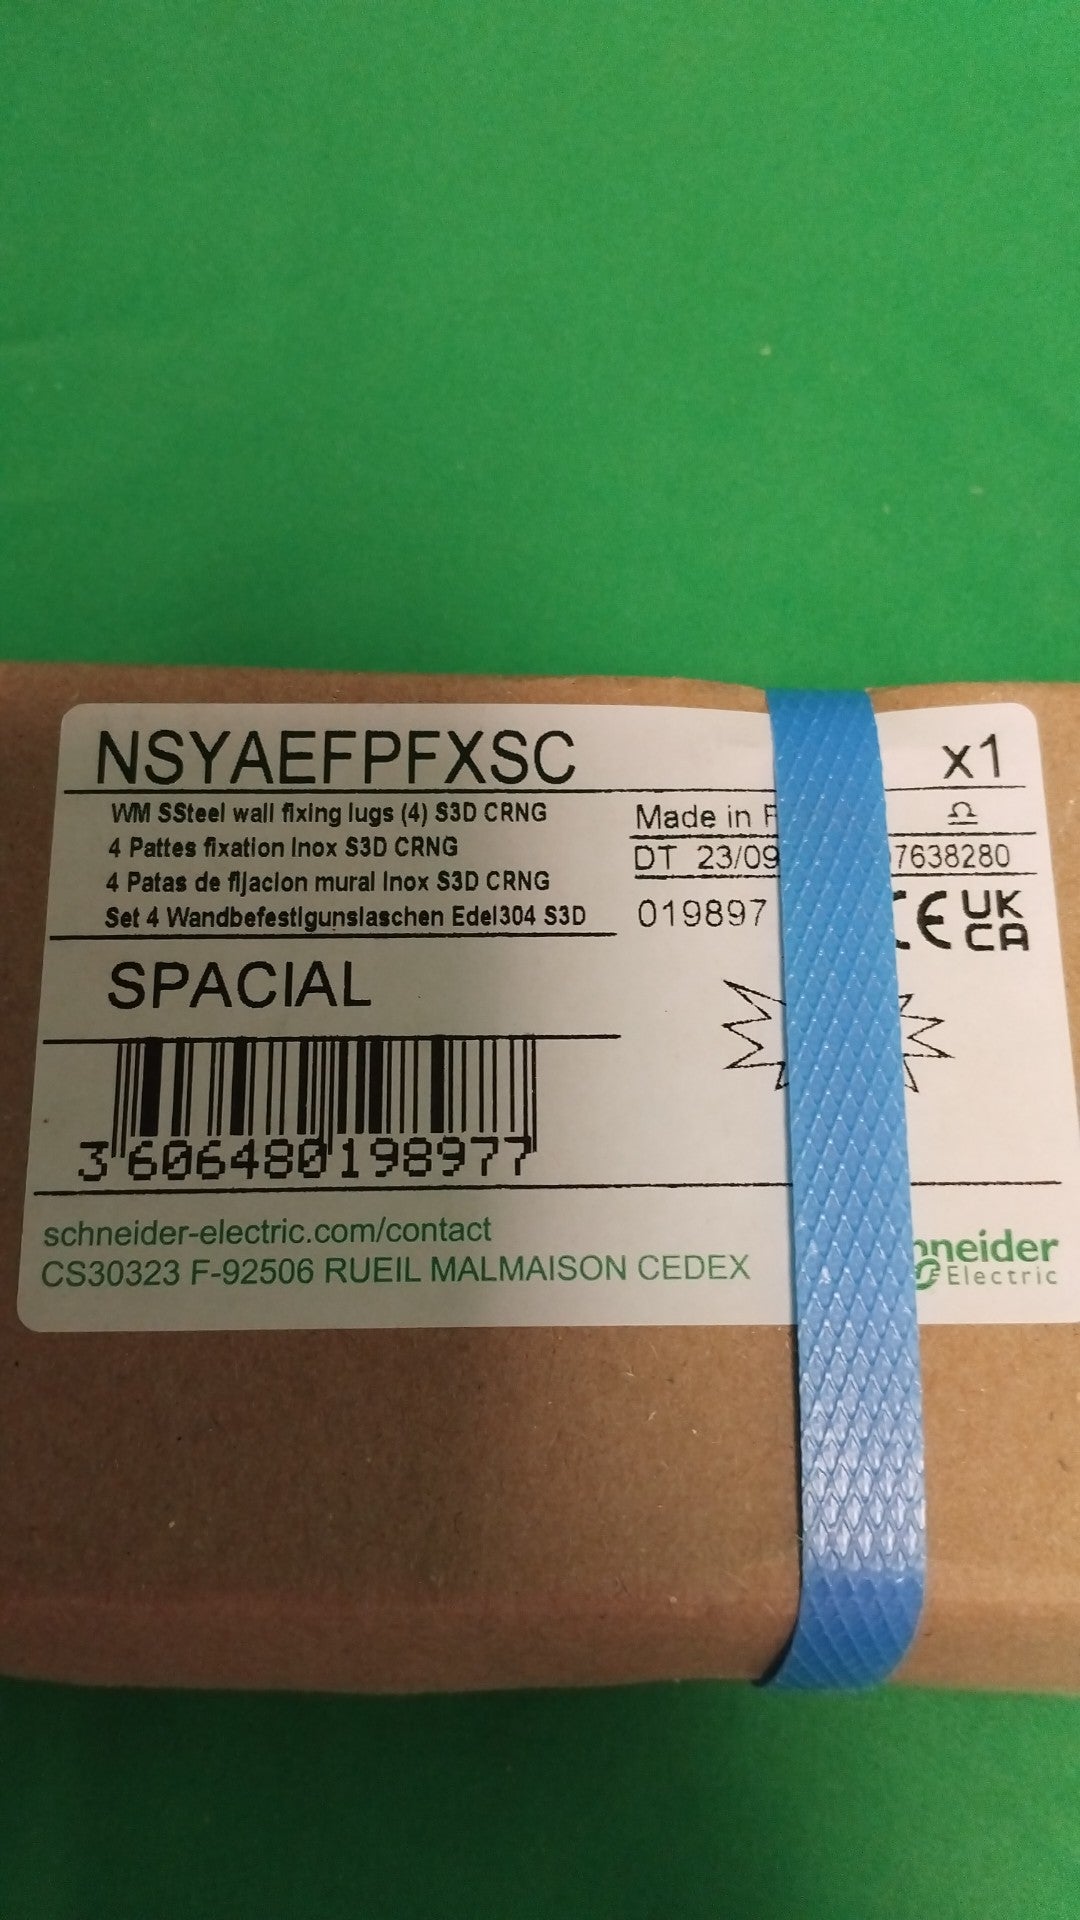 NSYAEFPFXSC
x1
WM SSteel wall fixing lugs (4) S3D CRNG
4 Pattes fixation Inox S3D CRNG
4 Patas de fijacion mural Inox S3D CRNG
Set 4 Wandbefestigunslaschen Edel304 S3D
Made in F
DT 23/09 7638280
019897
CE UK
CA
SPACIAL
3 606480 198977
schneider-electric.com/contact
CS30323 F-92506 RUEIL MALMAISON CEDEX
neider
Electric